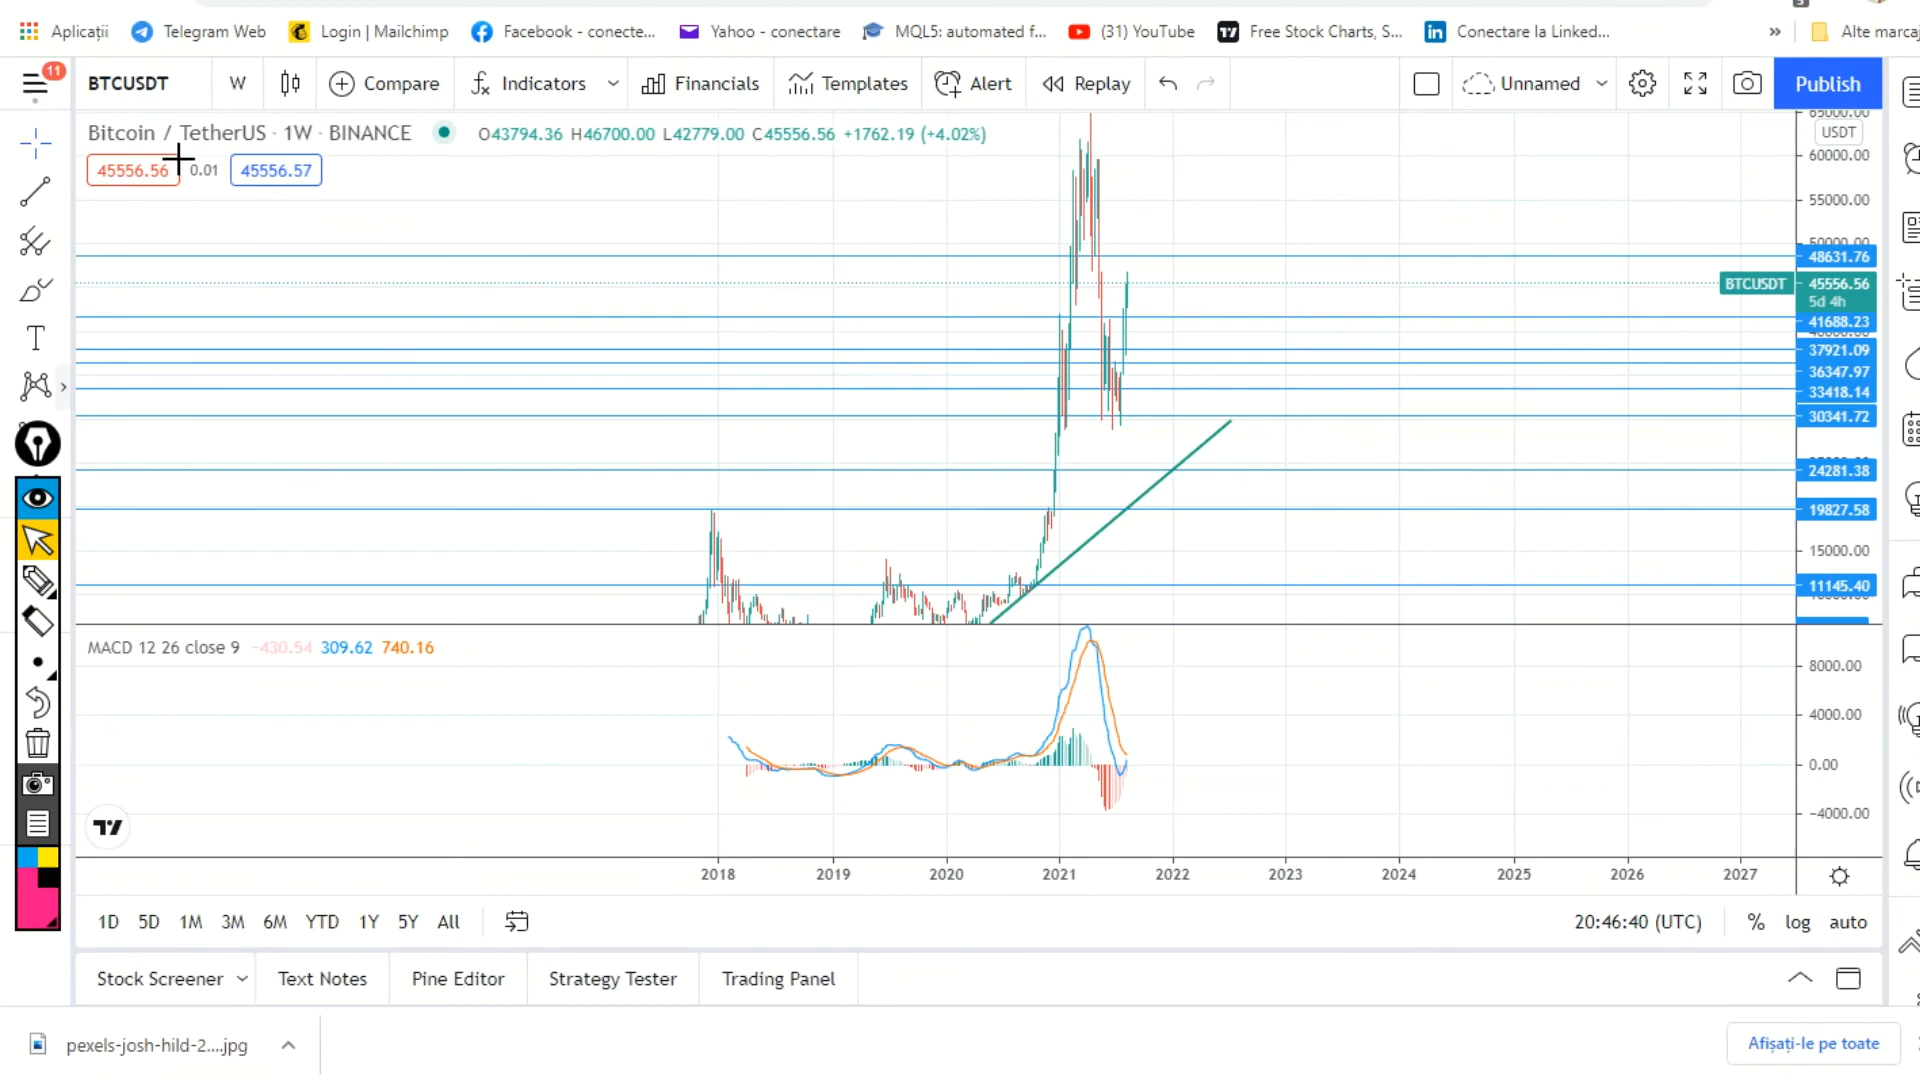 Aplicații Telegram Web Login | Mailchimp Facebook - conecte... Yahoo - conectare MQL5: automated f... (31) YouTube Free Stock Charts, S... Conectare la Linked... » Alte marcaj
11 BTCUSDT W Compare Indicators Financials Templates Alert Replay Unnamed Publish
Bitcoin / TetherUS · 1W · BINANCE O43794.36 H46700.00 L42779.00 C45556.56 +1762.19 (+4.02%)
45556.56 0.01 45556.57
65000.00
USDT
60000.00
55000.00
50000.00
48631.76
BTCUSDT 45556.56
5d 4h
41688.23
37921.09
36347.97
33418.14
30341.72
24281.38
19827.58
15000.00
11145.40
10000.00
MACD 12 26 close 9 −430.54 309.62 740.16
8000.00
4000.00
0.00
−4000.00
2018 2019 2020 2021 2022 2023 2024 2025 2026 2027
1D 5D 1M 3M 6M YTD 1Y 5Y All 20:46:40 (UTC) % log auto
Stock Screener Text Notes Pine Editor Strategy Tester Trading Panel
pexels-josh-hild-2....jpg Afișați-le pe toate